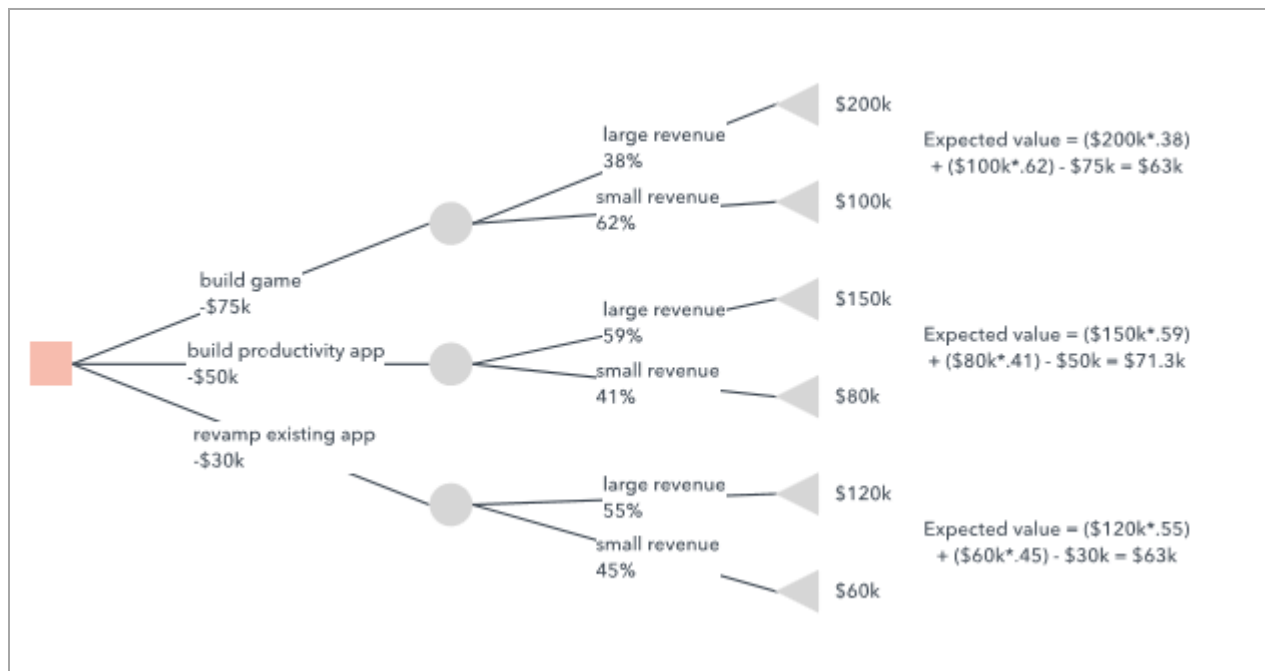 $200k
large revenue
38%
Expected value = ($200k*.38)
+ ($100k*.62) - $75k = $63k
small revenue
62%
$100k
build game
-$75k
$150k
large revenue
59%
Expected value = ($150k*.59)
+ ($80k*.41) - $50k = $71.3k
build productivity app
-$50k
small revenue
41%
$80k
revamp existing app
-$30k
large revenue
55%
$120k
Expected value = ($120k*.55)
+ ($60k*.45) - $30k = $63k
small revenue
45%
$60k